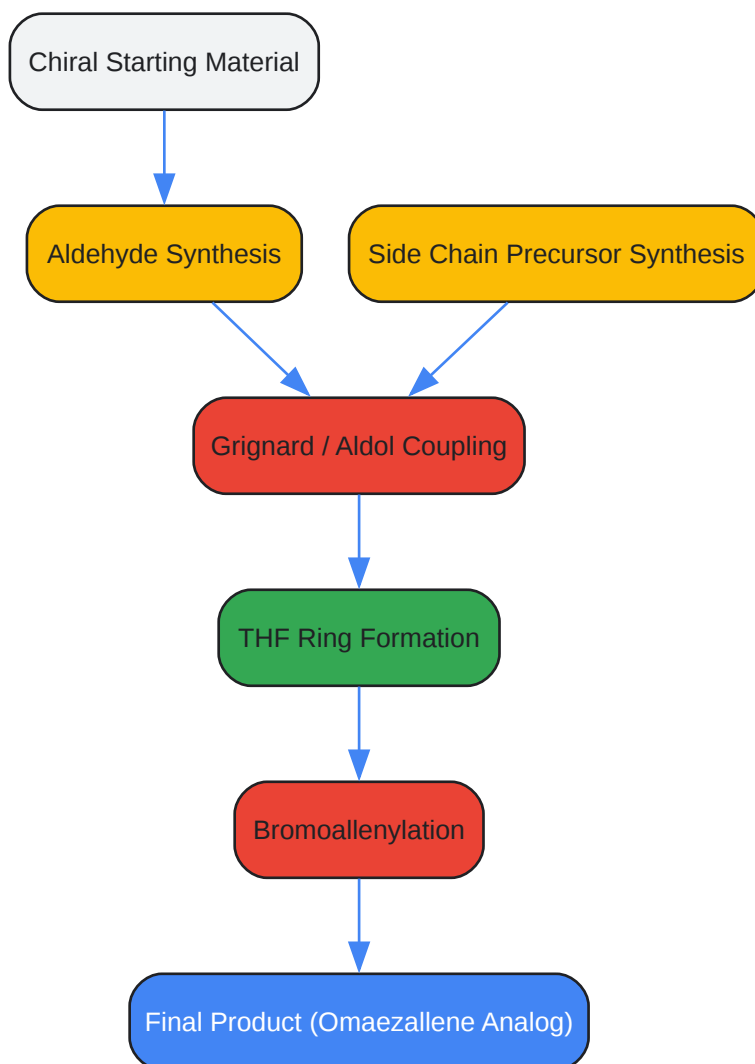 Chiral Starting Material
Aldehyde Synthesis
Side Chain Precursor Synthesis
Grignard / Aldol Coupling
THF Ring Formation
Bromoallenylation
Final Product (Omaezallene Analog)